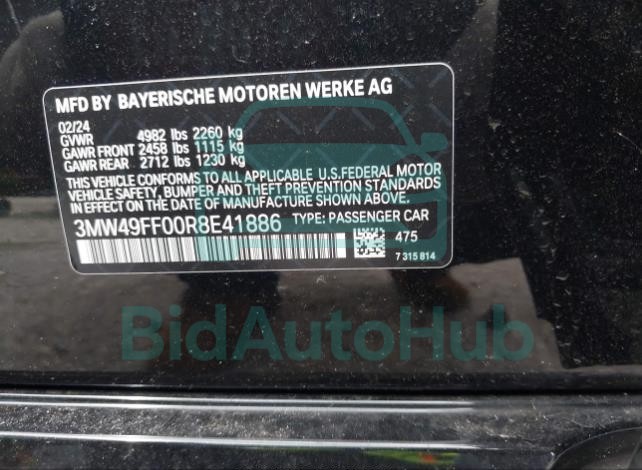 MFD BY BAYERISCHE MOTOREN WERKE AG
02/24
GVWR 4982 lbs 2260 kg
GAWR FRONT 2458 lbs 1115 kg
GAWR REAR 2712 lbs 1230 kg
THIS VEHICLE CONFORMS TO ALL APPLICABLE U.S.FEDERAL MOTOR
VEHICLE SAFETY, BUMPER AND THEFT PREVENTION STANDARDS
IN EFFECT ON THE DATE OF MANUFACTURE SHOWN ABOVE.
3MW49FF00R8E41886 TYPE: PASSENGER CAR
475
7 315 814
BidAutoHub